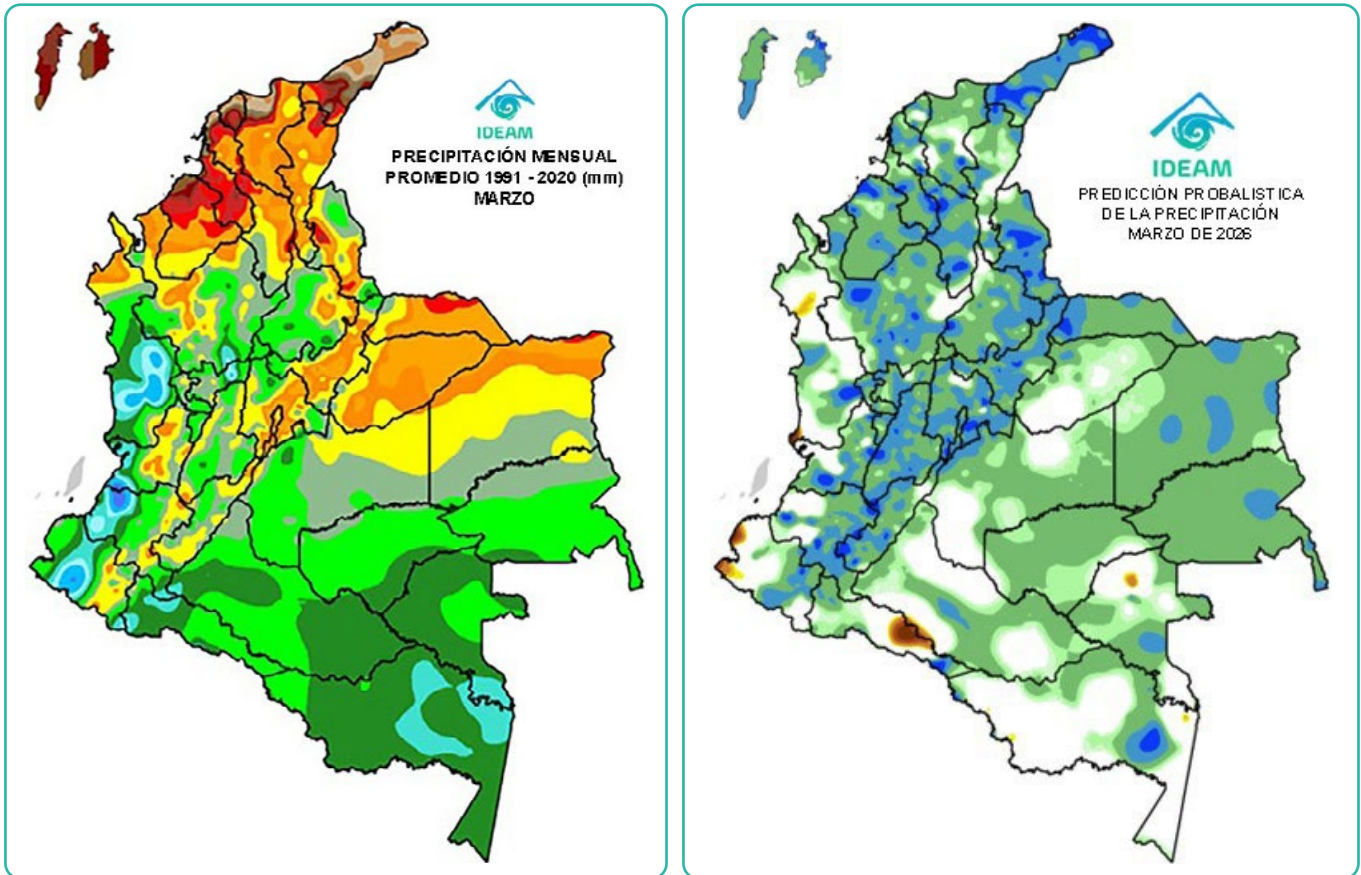 IDEAM
PRECIPITACIÓN MENSUAL
PROMEDIO 1991 - 2020 (mm)
MARZO
IDEAM
PREDICCIÓN PROBALISTICA
DE LA PRECIPITACIÓN
MARZO DE 2026